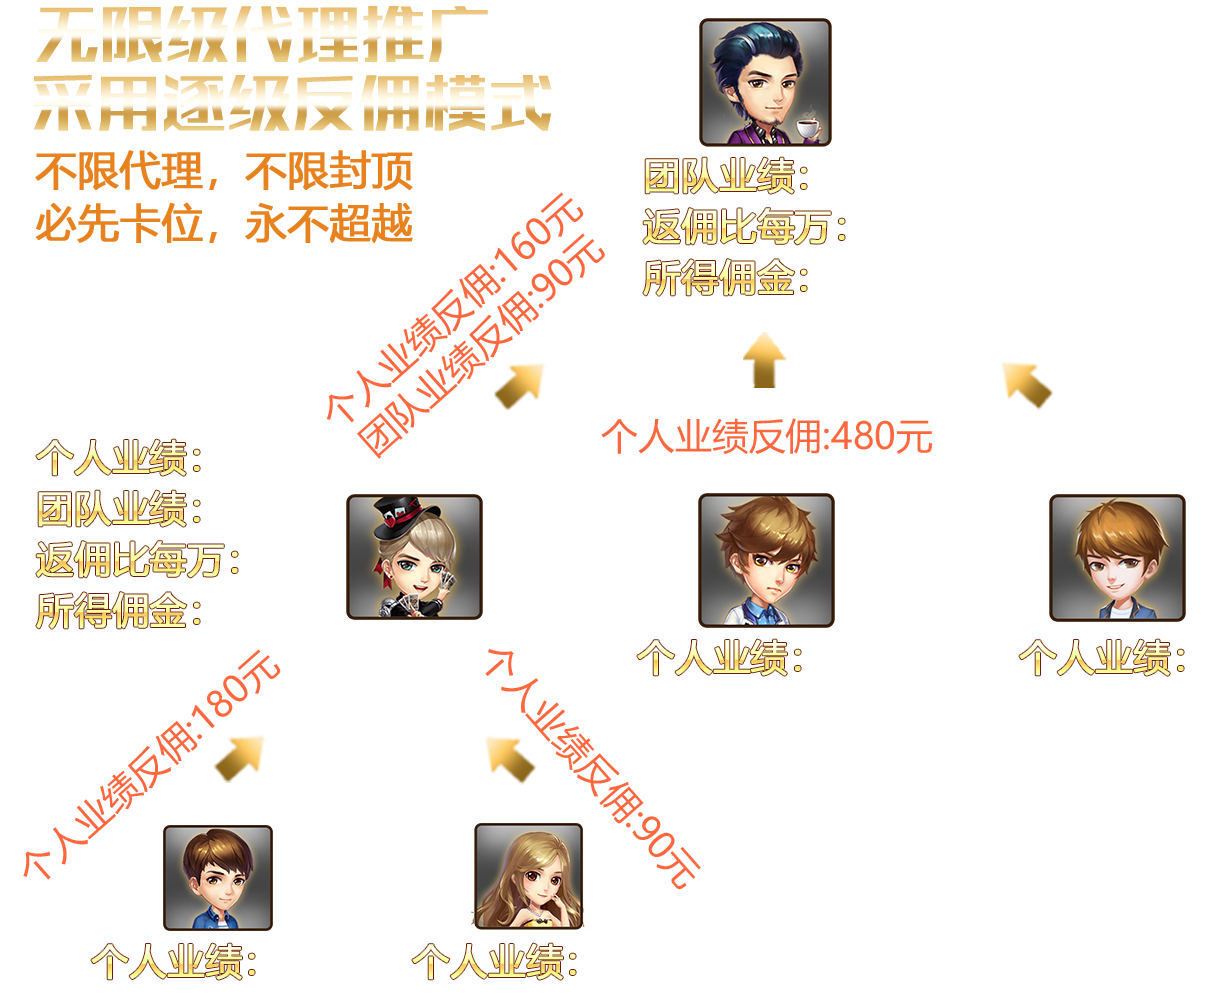 无限级代理推广
采用逐级反佣模式
不限代理，不限封顶
必先卡位，永不超越
团队业绩：
返佣比每万：
所得佣金：
个人业绩反佣:160元
团队业绩反佣:90元
个人业绩反佣:480元
个人业绩：
团队业绩：
返佣比每万：
所得佣金：
个人业绩：
个人业绩：
个人业绩反佣:180元
个人业绩反佣:90元
个人业绩：
个人业绩：